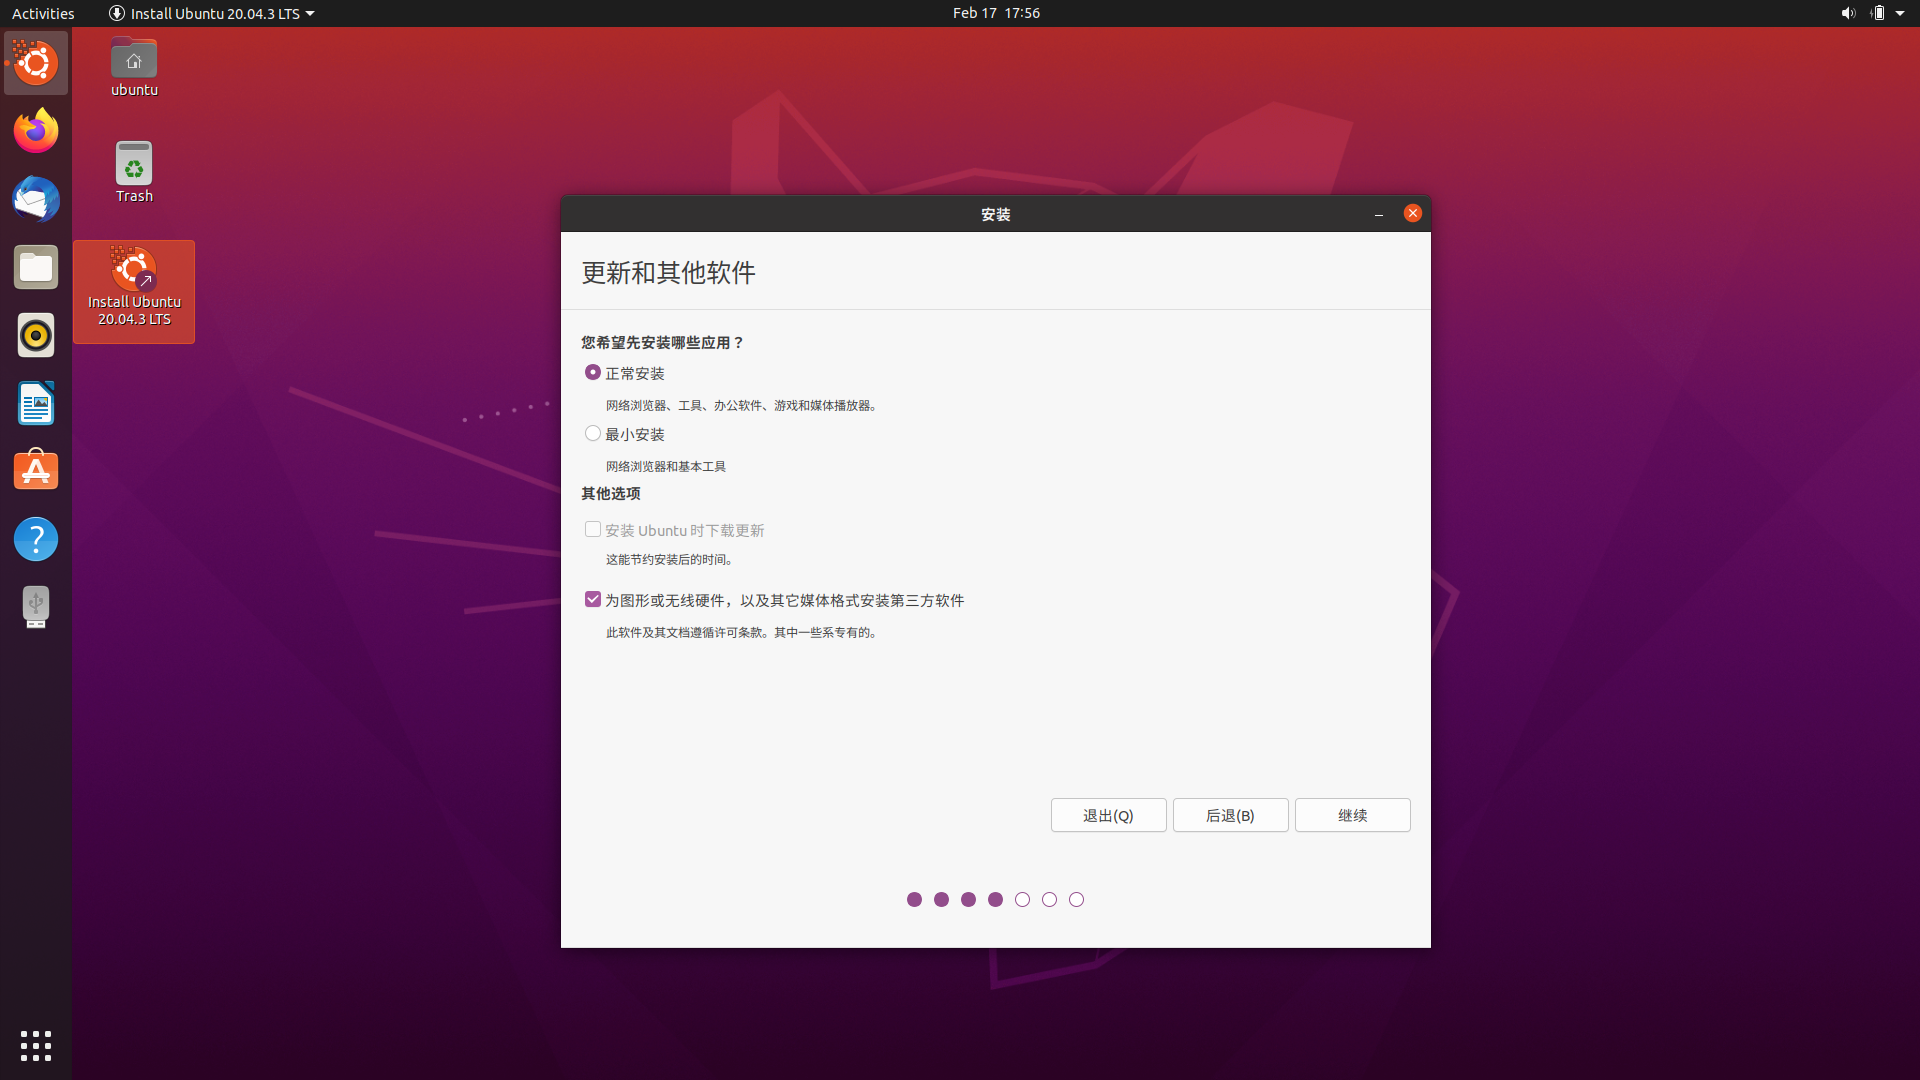 Activities
Install Ubuntu 20.04.3 LTS
Feb 17 17:56
ubuntu
Trash
Install Ubuntu
20.04.3 LTS
安装
更新和其他软件
您希望先安装哪些应用？
正常安装
网络浏览器、工具、办公软件、游戏和媒体播放器。
最小安装
网络浏览器和基本工具
其他选项
安装 Ubuntu 时下载更新
这能节约安装后的时间。
为图形或无线硬件，以及其它媒体格式安装第三方软件
此软件及其文档遵循许可条款。其中一些系专有的。
退出(Q)
后退(B)
继续